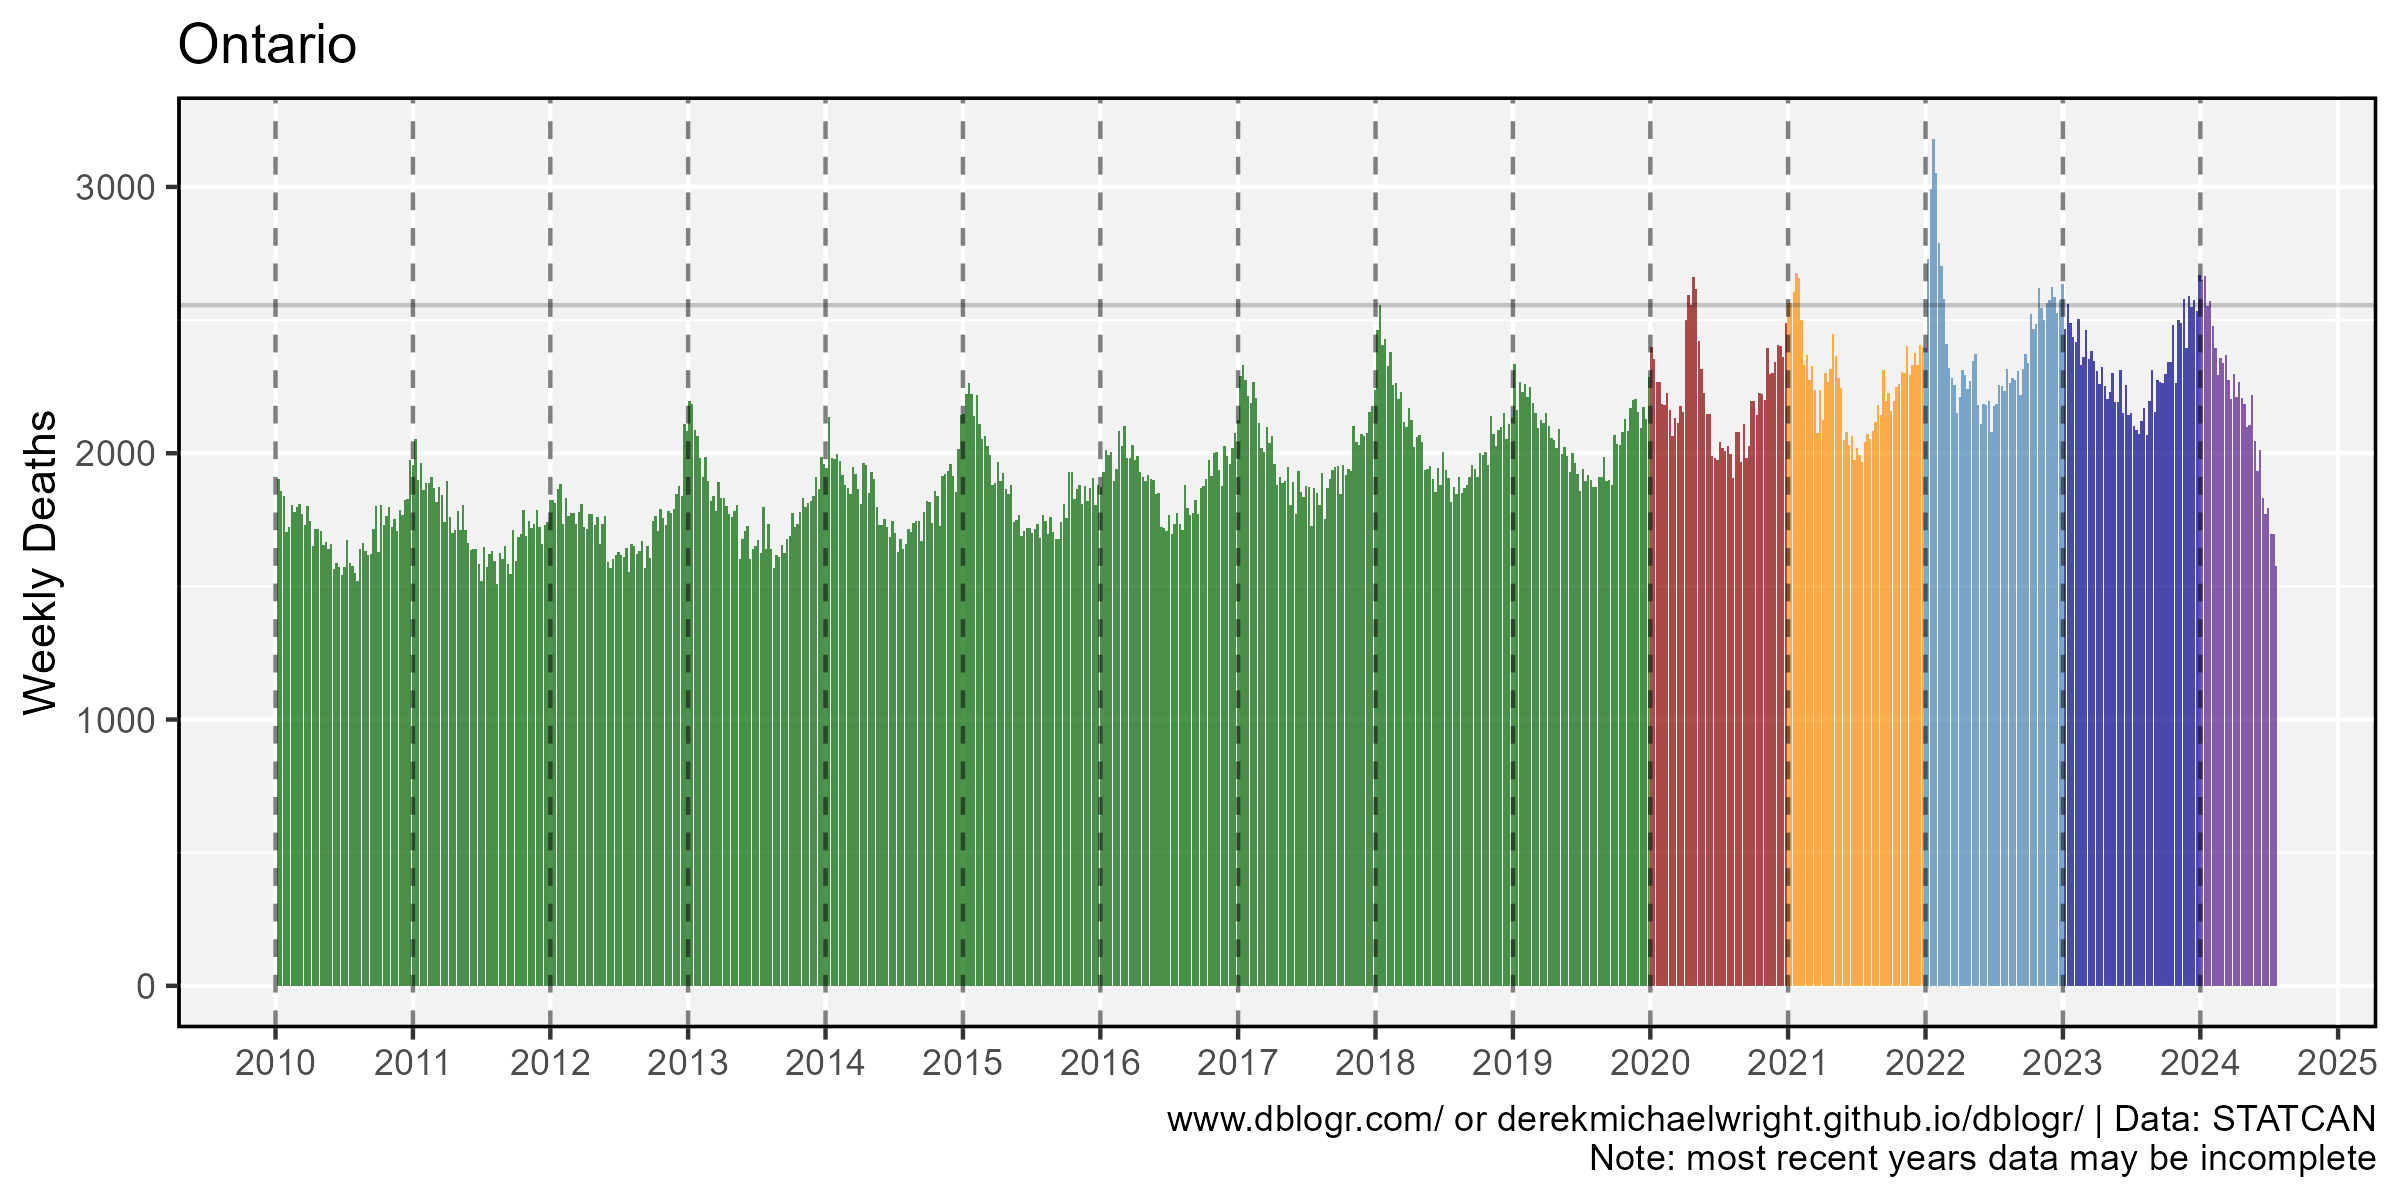 Ontario
Weekly Deaths
3000
2000
1000
0
2010 2011 2012 2013 2014 2015 2016 2017 2018 2019 2020 2021 2022 2023 2024 2025
www.dblogr.com/ or derekmichaelwright.github.io/dblogr/ | Data: STATCAN
Note: most recent years data may be incomplete